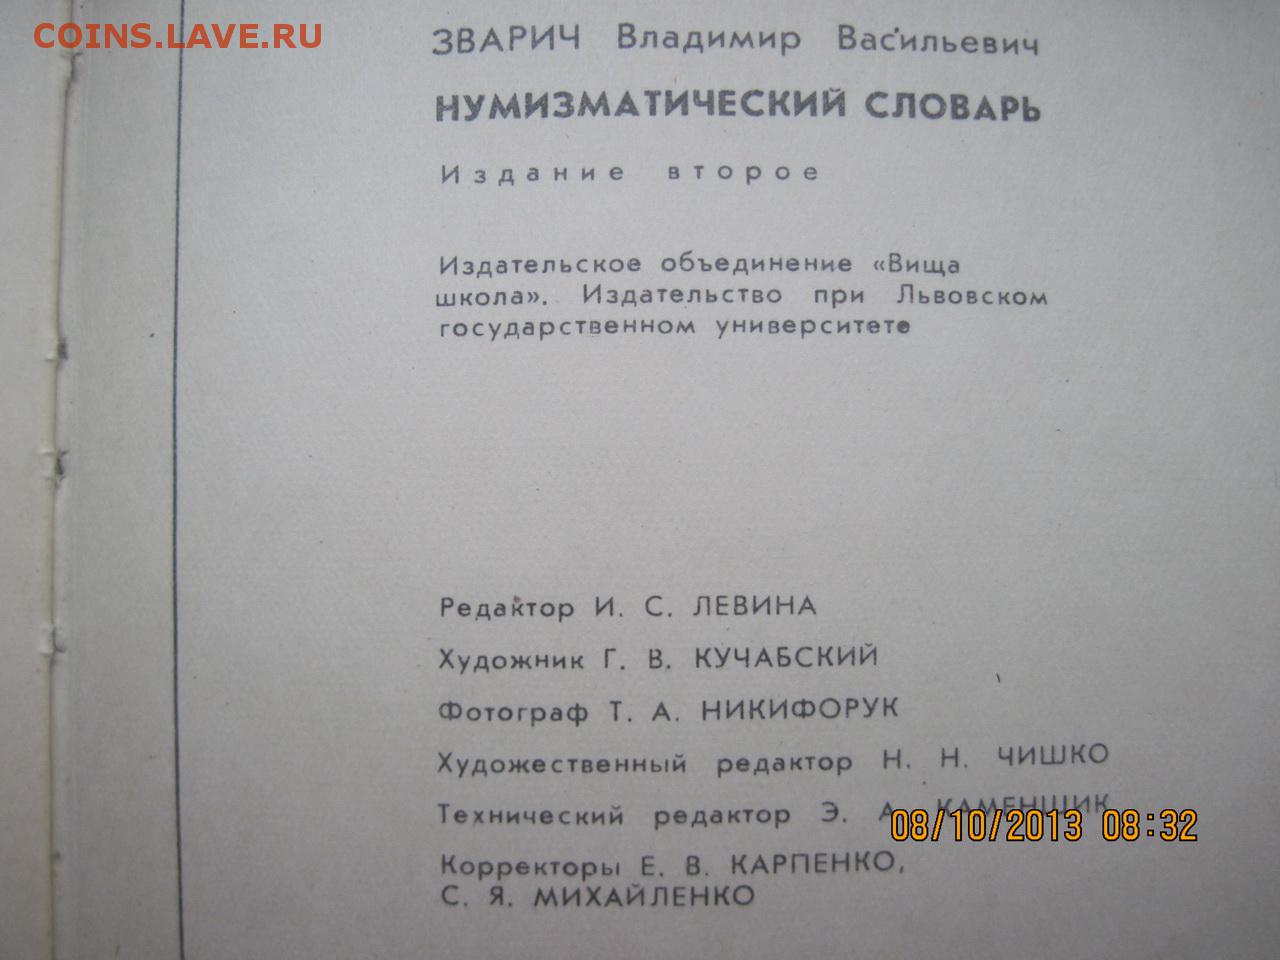 COINS.LAVE.RU
ЗВАРИЧ Владимир Васильевич
НУМИЗМАТИЧЕСКИЙ СЛОВАРЬ
Издание второе
Издательское объединение «Вища
школа». Издательство при Львовском
государственном университете
Редактор И. С. ЛЕВИНА
Художник Г. В. КУЧАБСКИЙ
Фотограф Т. А. НИКИФОРУК
Художественный редактор Н. Н. ЧИШКО
Технический редактор Э. А. КАМЕНЩИК
08/10/2013 08:32
Корректоры Е. В. КАРПЕНКО,
С. Я. МИХАЙЛЕНКО